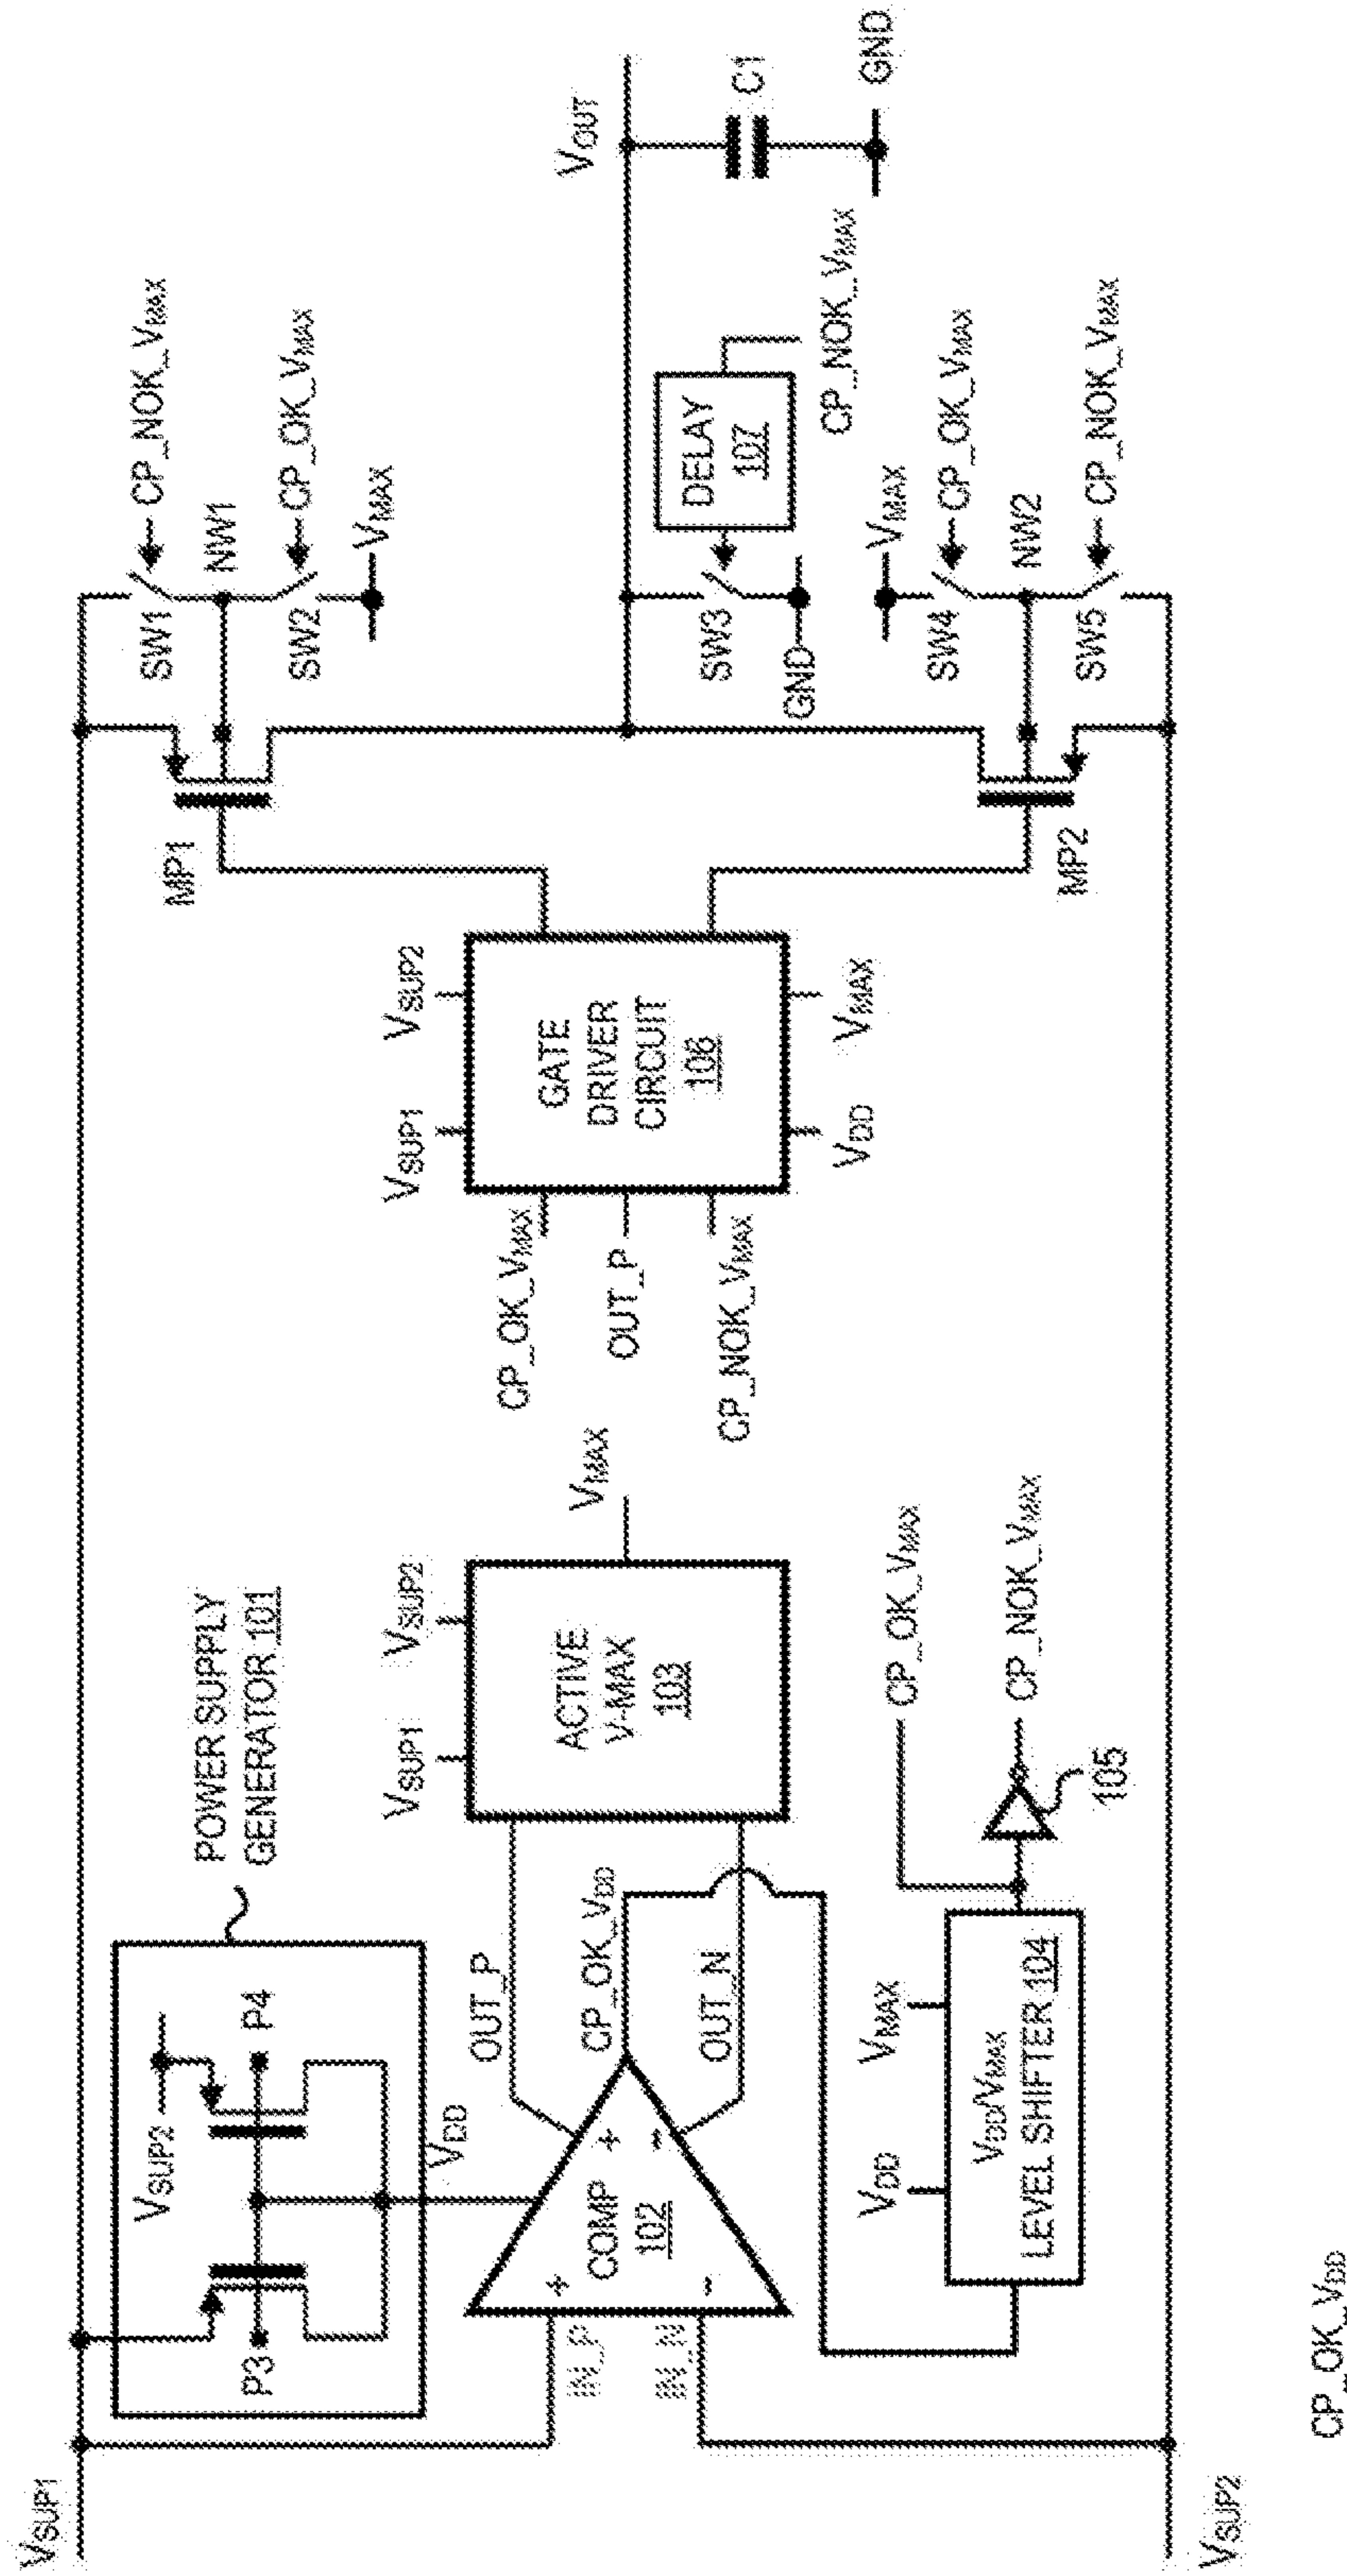 VSUP1
POWER SUPPLY
GENERATOR 101
VSUP2
P3
P4
VDD
IN_P
IN_N
+
-
COMP
102
+
-
OUT_P
CP_OK_VDD
OUT_N
VSUP1
VSUP2
ACTIVE
V-MAX
103
VMAX
VDD
VMAX
VDD/VMAX
LEVEL SHIFTER 104
105
CP_OK_VMAX
CP_NOK_VMAX
CP_OK_VMAX
OUT_P
CP_NOK_VMAX
VSUP1
VSUP2
GATE
DRIVER
CIRCUIT
106
VDD
VMAX
MP1
MP2
SW1
CP_NOK_VMAX
NW1
SW2
CP_OK_VMAX
VMAX
SW3
GND
DELAY
107
CP_NOK_VMAX
VMAX
SW4
CP_OK_VMAX
NW2
SW5
CP_NOK_VMAX
VOUT
C1
GND
VSUP2
CP_OK_VDD